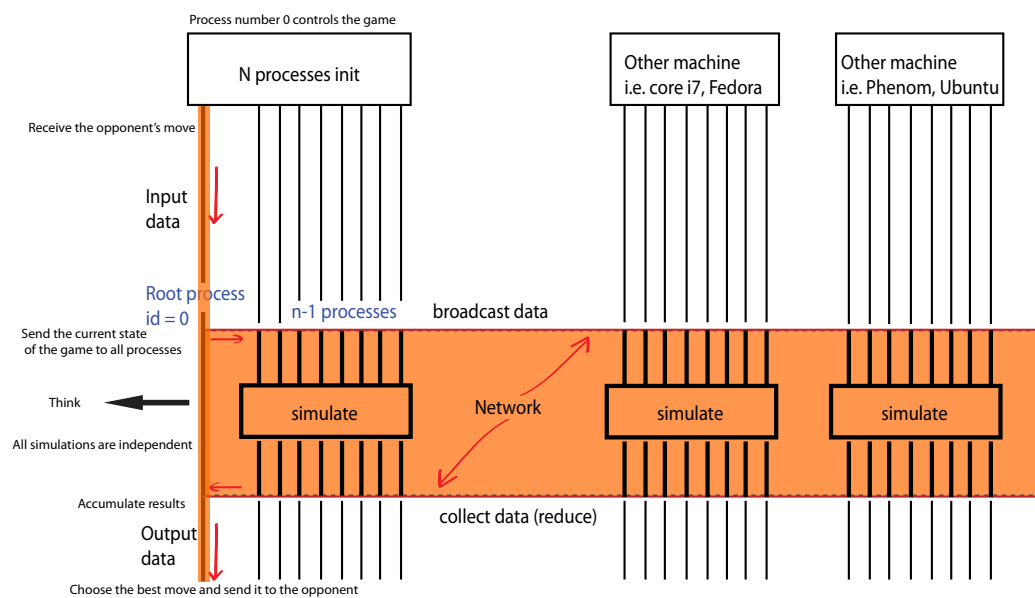 Process number 0 controls the game
N processes init
Other machine
i.e. core i7, Fedora
Other machine
i.e. Phenom, Ubuntu
Receive the opponent's move
Input
data
Root process
id = 0
n-1 processes
broadcast data
Send the current state
of the game to all processes
Think
simulate
Network
simulate
simulate
All simulations are independent
Accumulate results
collect data (reduce)
Output
data
Choose the best move and send it to the opponent